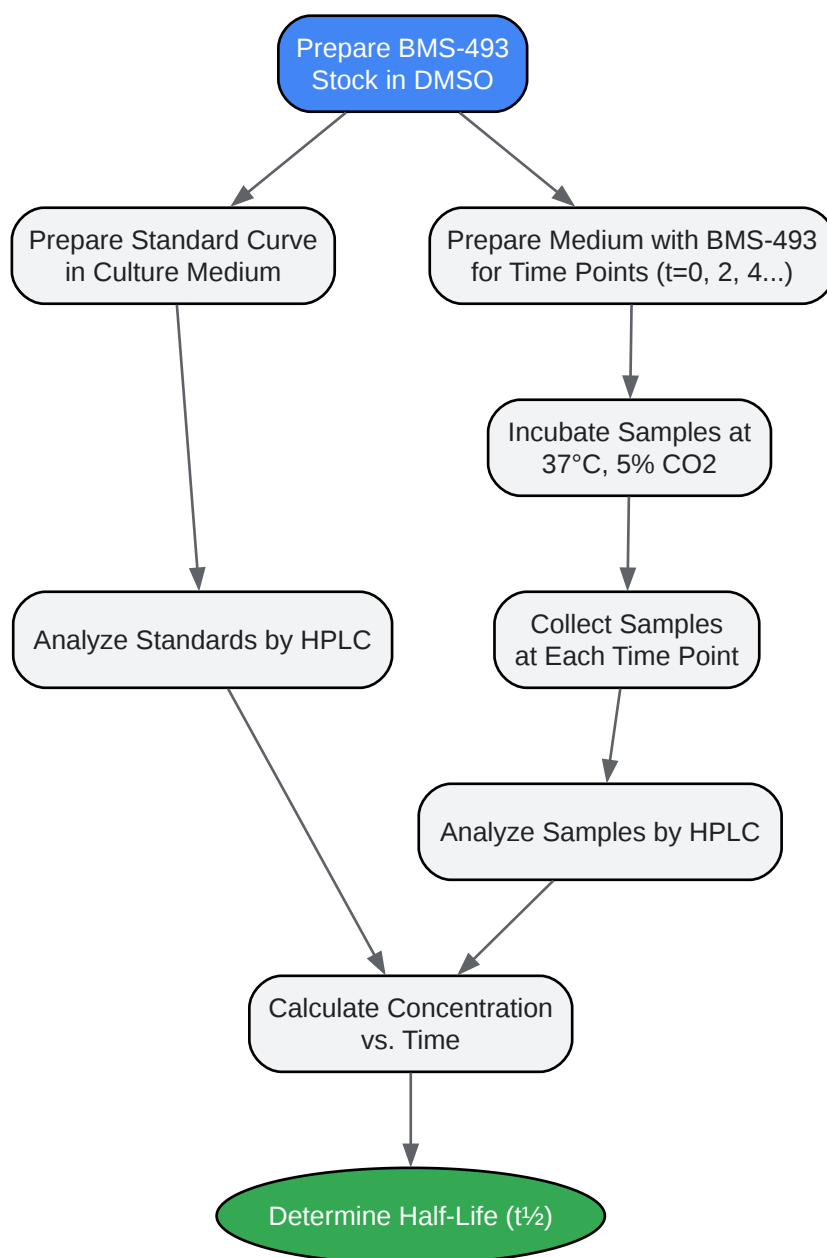 Prepare BMS-493
Stock in DMSO
Prepare Standard Curve
in Culture Medium
Prepare Medium with BMS-493
for Time Points (t=0, 2, 4...)
Incubate Samples at
37°C, 5% CO2
Analyze Standards by HPLC
Collect Samples
at Each Time Point
Analyze Samples by HPLC
Calculate Concentration
vs. Time
Determine Half-Life (t½)